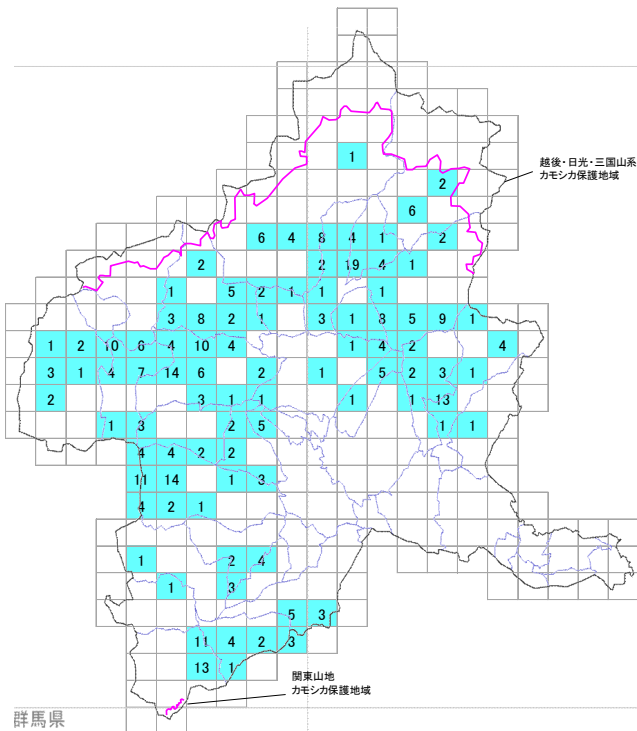 1
越後・日光・三国山系
カモシカ保護地域
2
6
6 4 8 4 1 2
2 2 19 4 1
1 5 2 1 1 1
3 8 2 1 3 1 8 5 9 1
1 2 10 6 4 10 4 1 4 2 4
3 1 4 7 14 6 2 1 5 2 3 1
2 3 1 1 1 1 13
1 3 2 5 1 1
4 4 2 2
11 14 1 3
4 2 1
1 2 4
1 3
5 3
11 4 2 3
13 1
関東山地
カモシカ保護地域
群馬県